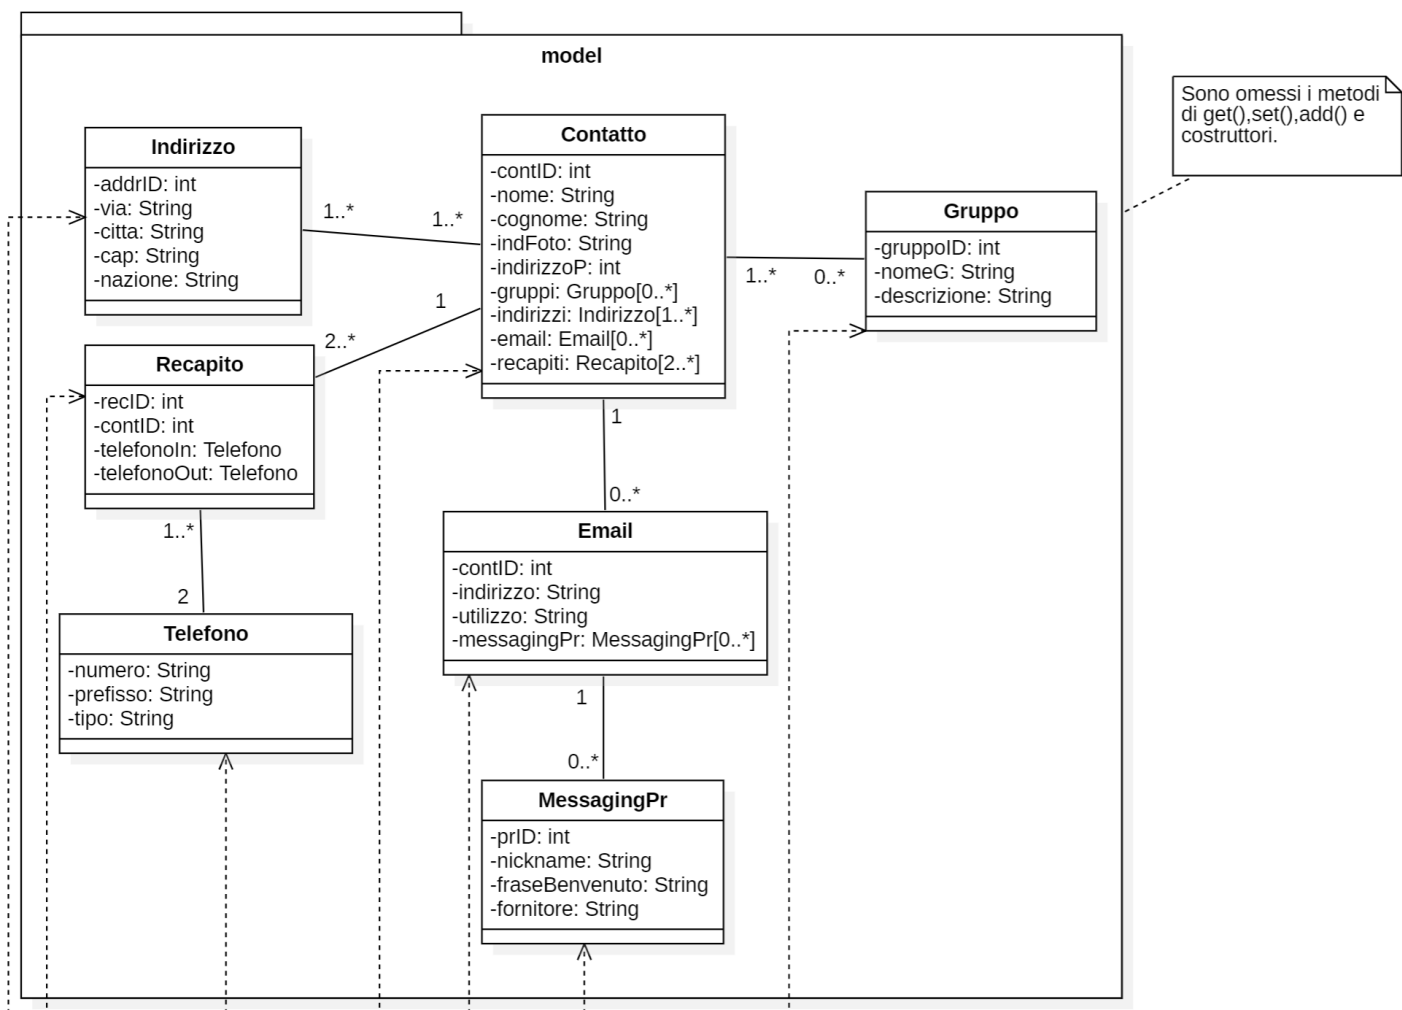 model
Sono omessi i metodi
di get(),set(),add() e
costruttori.
Indirizzo
-addrID: int
-via: String
-citta: String
-cap: String
-nazione: String
1..*
1..*
Contatto
-contID: int
-nome: String
-cognome: String
-indFoto: String
-indirizzoP: int
-gruppi: Gruppo[0..*]
-indirizzi: Indirizzo[1..*]
-email: Email[0..*]
-recapiti: Recapito[2..*]
1..*
0..*
Gruppo
-gruppoID: int
-nomeG: String
-descrizione: String
1
2..*
Recapito
-recID: int
-contID: int
-telefonoIn: Telefono
-telefonoOut: Telefono
1
0..*
1..*
2
Email
-contID: int
-indirizzo: String
-utilizzo: String
-messagingPr: MessagingPr[0..*]
Telefono
-numero: String
-prefisso: String
-tipo: String
1
0..*
MessagingPr
-prID: int
-nickname: String
-fraseBenvenuto: String
-fornitore: String